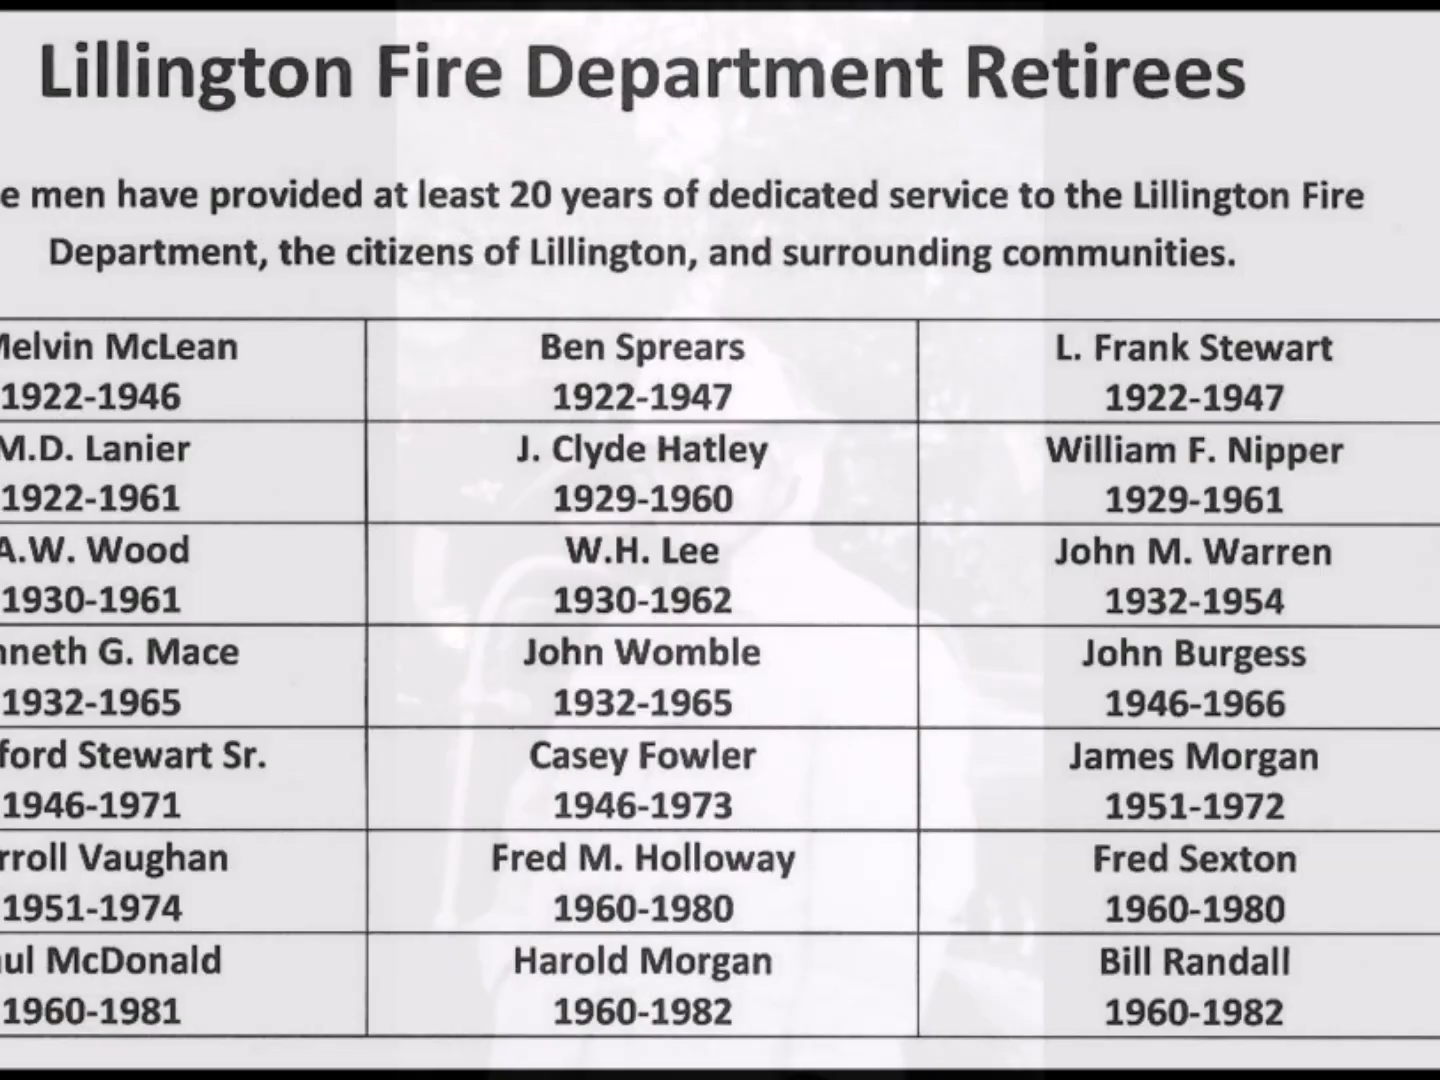 Lillington Fire Department Retirees
men have provided at least 20 years of dedicated service to the Lillington Fire
Department, the citizens of Lillington, and surrounding communities.
Melvin McLean
1922-1946
Ben Sprears
1922-1947
L. Frank Stewart
1922-1947
M.D. Lanier
1922-1961
J. Clyde Hatley
1929-1960
William F. Nipper
1929-1961
A.W. Wood
1930-1961
W.H. Lee
1930-1962
John M. Warren
1932-1954
G. Mace
1932-1965
John Womble
1932-1965
John Burgess
1946-1966
Stewart Sr.
1946-1971
Casey Fowler
1946-1973
James Morgan
1951-1972
Vaughan
1951-1974
Fred M. Holloway
1960-1980
Fred Sexton
1960-1980
McDonald
1960-1981
Harold Morgan
1960-1982
Bill Randall
1960-1982